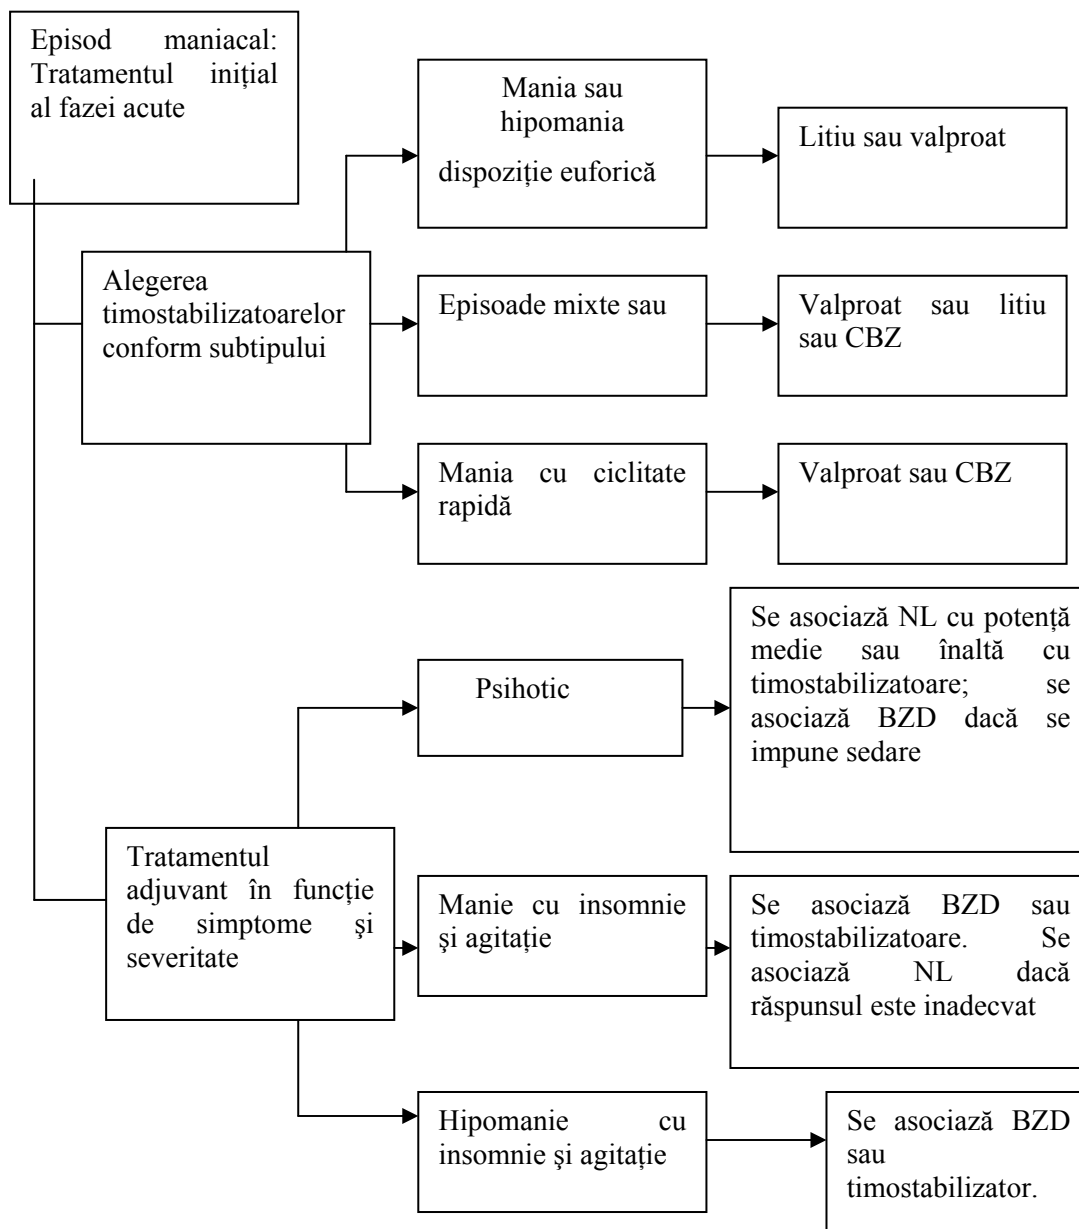 Episod maniacal:
Tratamentul inițial
al fazei acute
Mania sau
hipomania
dispoziție euforică
Litiu sau valproat
Alegerea
timostabilizatoarelor
conform subtipului
Episoade mixte sau
Valproat sau litiu
sau CBZ
Mania cu ciclitate
rapidă
Valproat sau CBZ
Se asociază NL cu potență
medie sau înaltă cu
timostabilizatoare; se
asociază BZD dacă se
impune sedare
Psihotic
Tratamentul
adjuvant în funcție
de simptome şi
severitate
Manie cu insomnie
şi agitație
Se asociază BZD sau
timostabilizatoare. Se
asociază NL dacă
răspunsul este inadecvat
Hipomanie cu
insomnie şi agitație
Se asociază BZD
sau
timostabilizator.